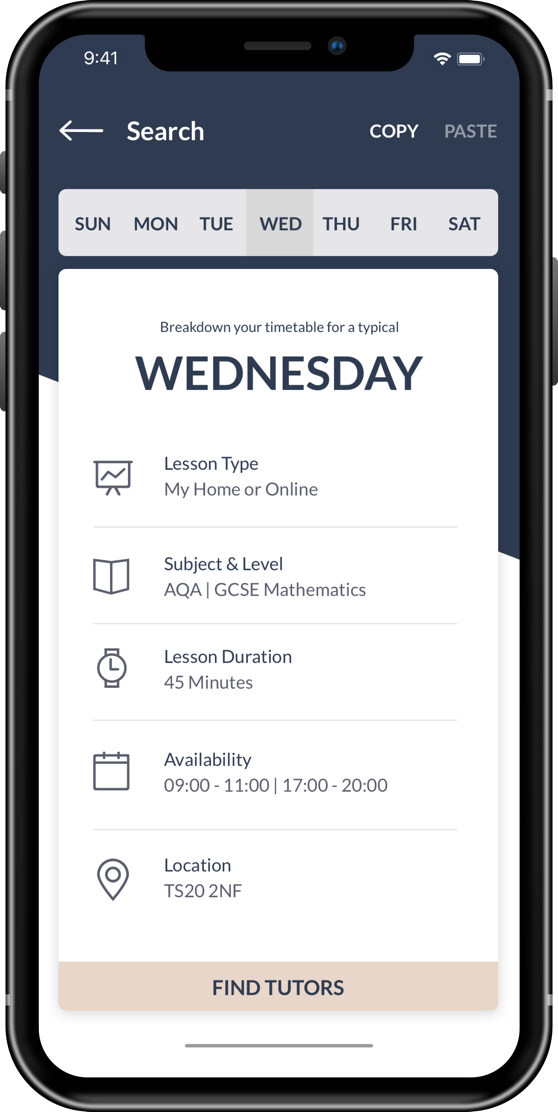 9:41
Search COPY PASTE
SUN MON TUE WED THU FRI SAT
Breakdown your timetable for a typical
WEDNESDAY
Lesson Type
My Home or Online
Subject & Level
AQA | GCSE Mathematics
Lesson Duration
45 Minutes
Availability
09:00 - 11:00 | 17:00 - 20:00
Location
TS20 2NF
FIND TUTORS